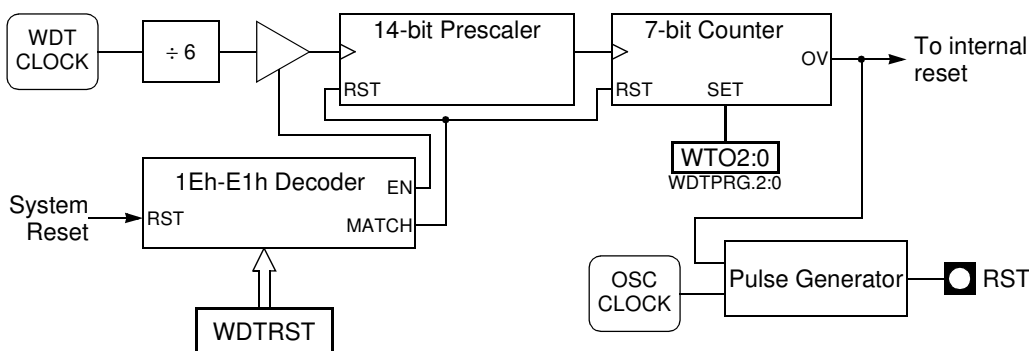 WDT
CLOCK
÷ 6
14-bit Prescaler
RST
7-bit Counter
RST
SET
OV
To internal
reset
WTO2:0
WDTPRG.2:0
System
Reset
1Eh-E1h Decoder
RST
EN
MATCH
WDTRST
OSC
CLOCK
Pulse Generator
RST